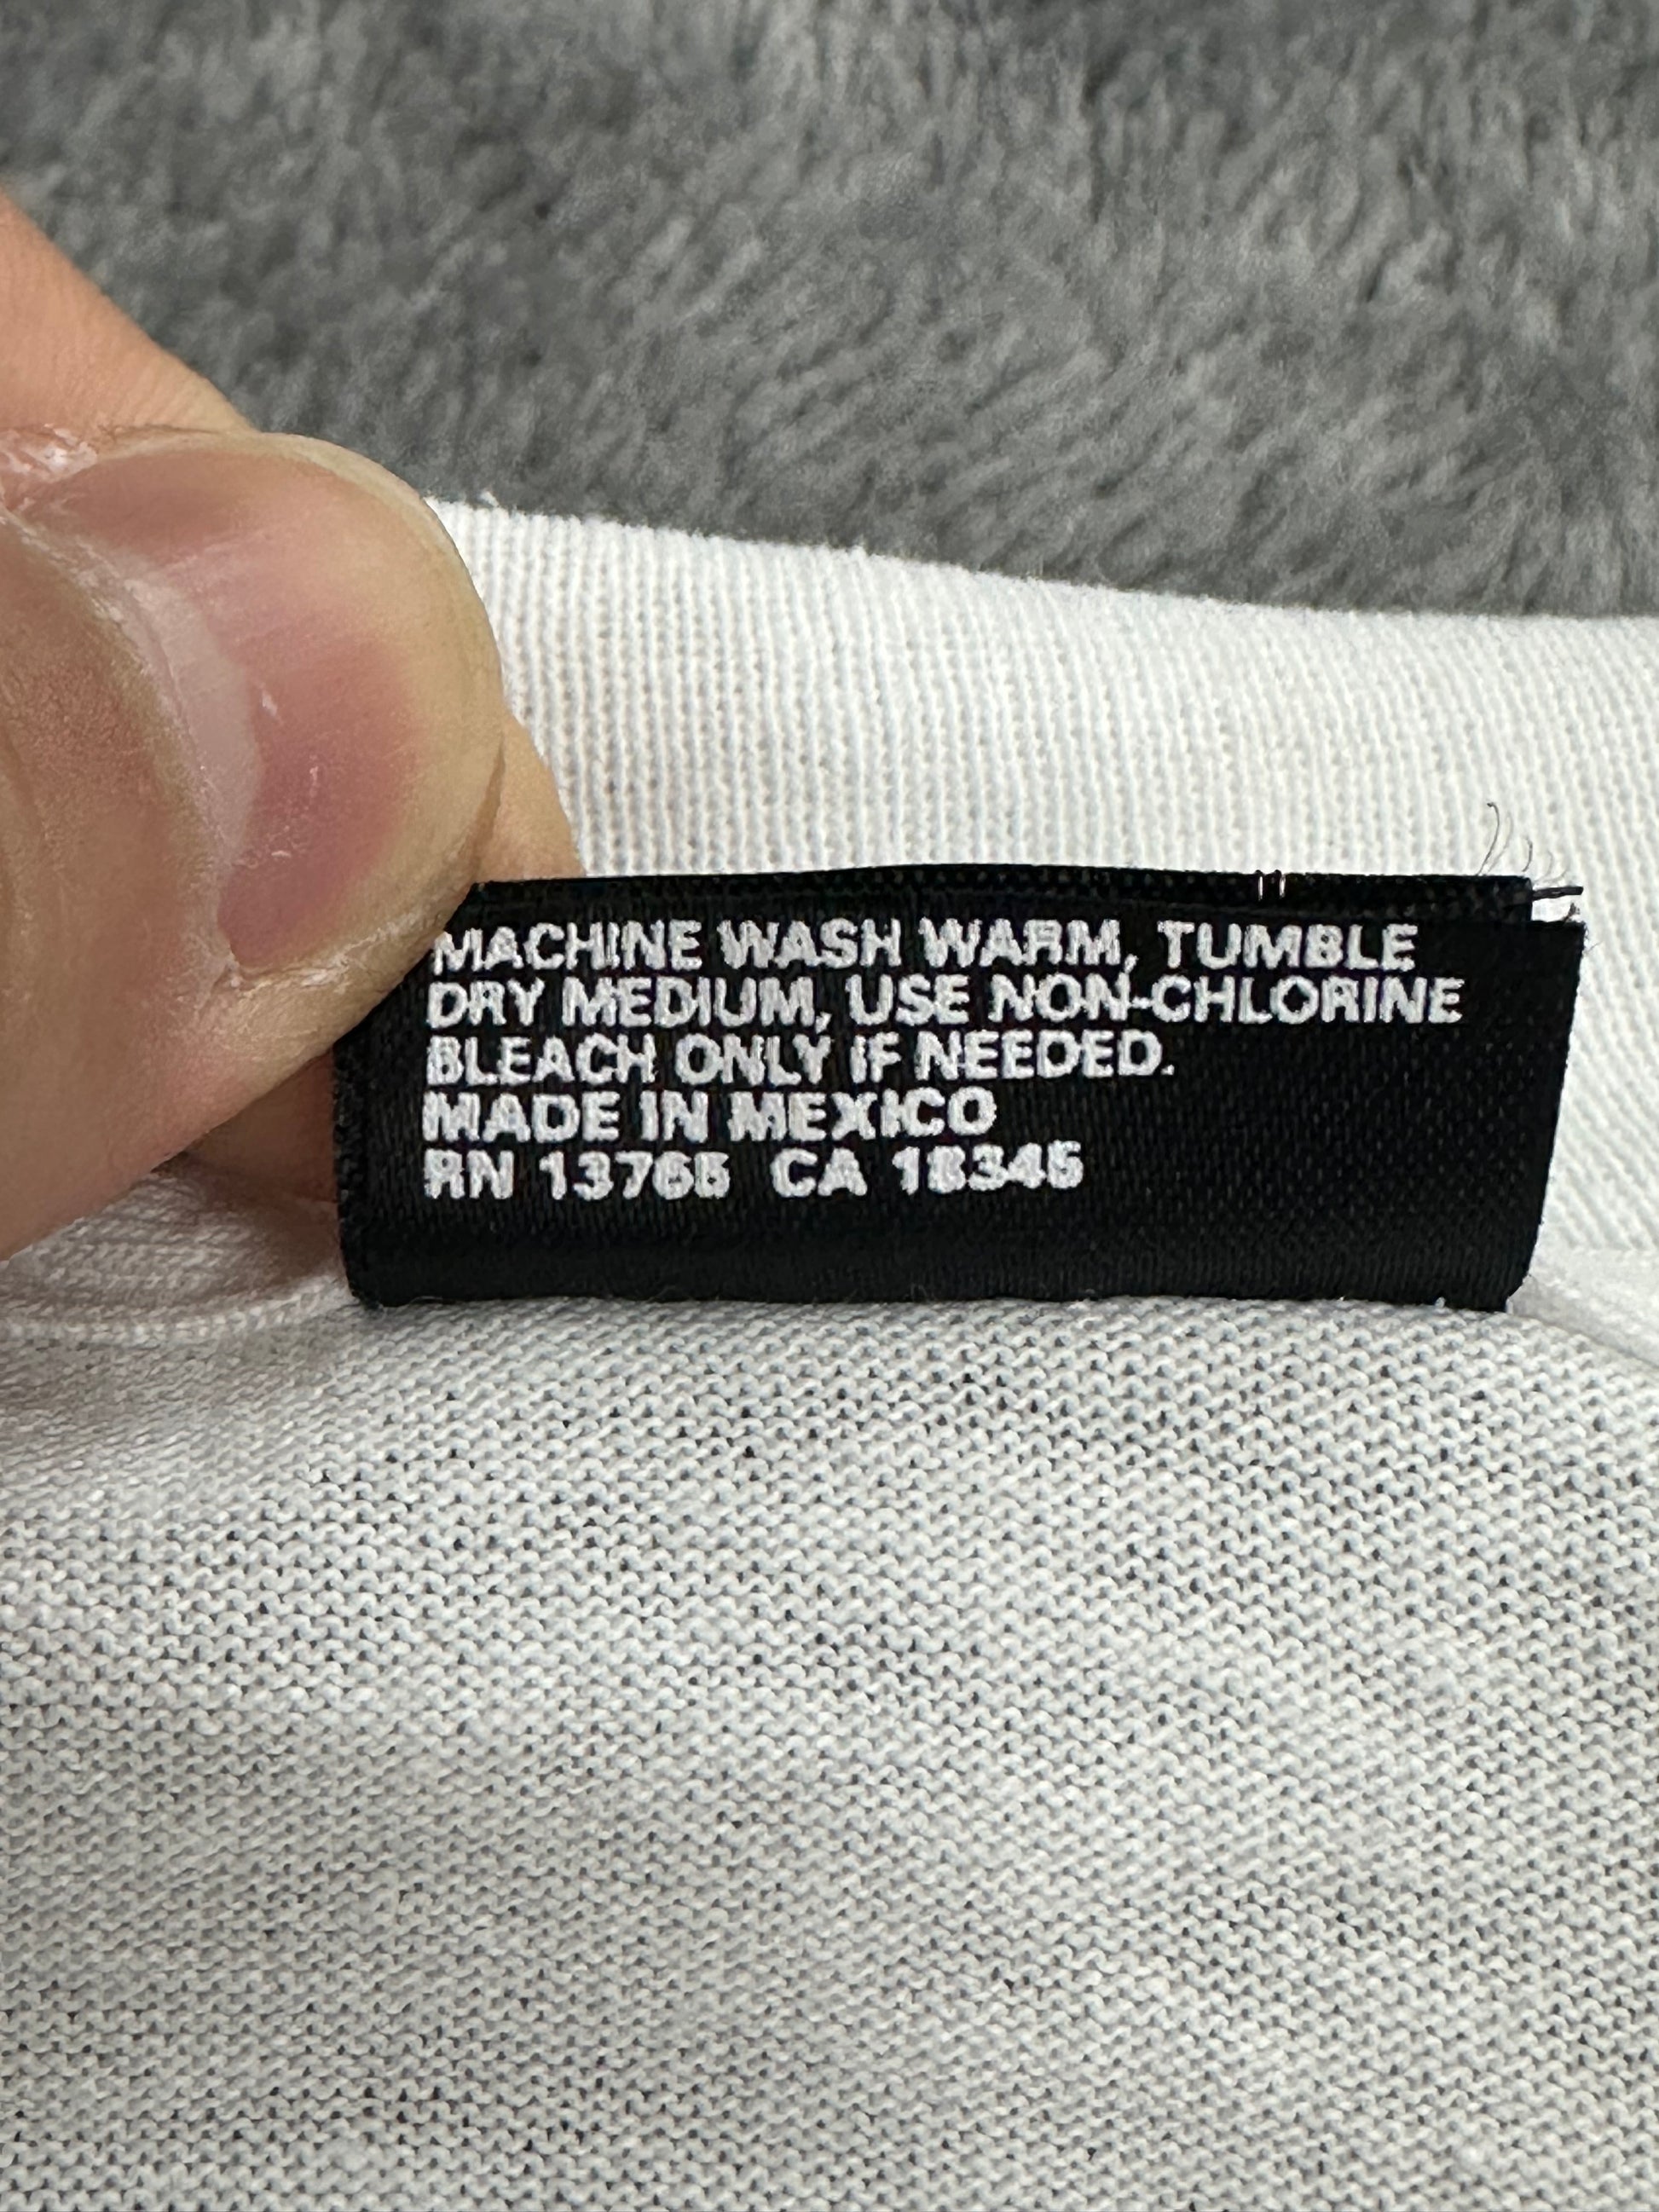 MACHINE WASH WARM, TUMBLE
DRY MEDIUM, USE NON-CHLORINE
BLEACH ONLY IF NEEDED.
MADE IN MEXICO
RN 13765 CA 18345